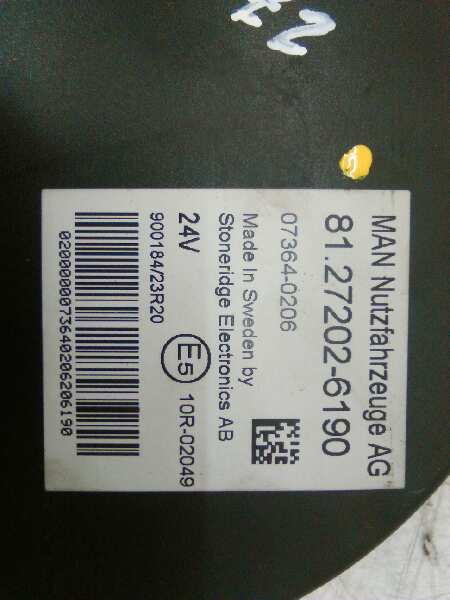 MAN Nutzfahrzeuge AG
81.27202-6190
07364-0206
Made In Sweden by
Stoneridge Electronics AB
24V
E5 10R-02049
900184/23R20
02000000073640206206190